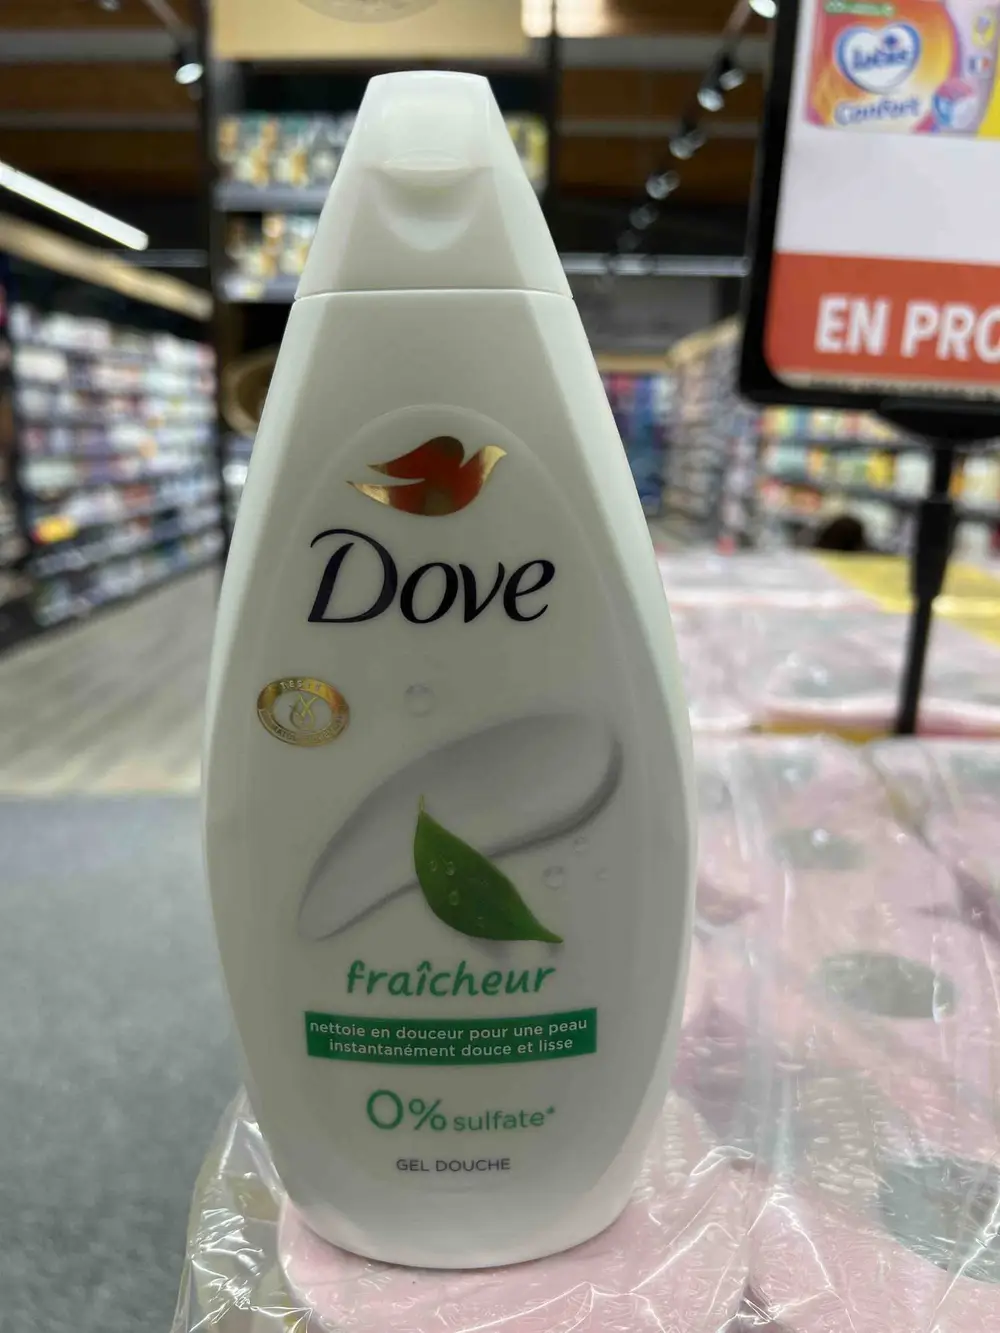 Confort
EN PRO
Dove
TESTÉ
fraîcheur
nettoie en douceur pour une peau
instantanément douce et lisse
0% sulfate*
GEL DOUCHE